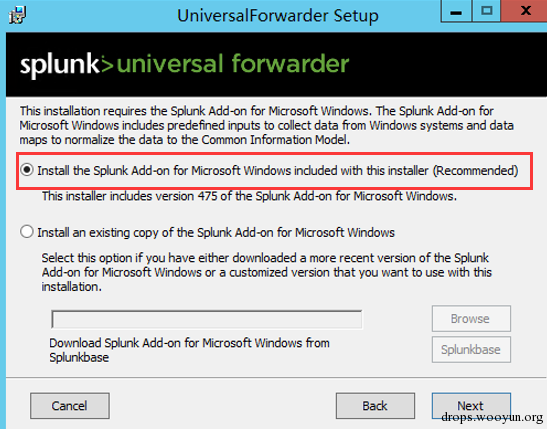 UniversalForwarder Setup
splunk>universal forwarder
This installation requires the Splunk Add-on for Microsoft Windows. The Splunk Add-on for
Microsoft Windows includes predefined inputs to collect data from Windows systems and data
maps to normalize the data to the Common Information Model.
Install the Splunk Add-on for Microsoft Windows included with this installer (Recommended)
This installer includes version 475 of the Splunk Add-on for Microsoft Windows.
Install an existing copy of the Splunk Add-on for Microsoft Windows
Select this option if you have either downloaded a more recent version of the Splunk
Add-on for Microsoft Windows or a customized version that you want to use with this
installation.
Browse
Download Splunk Add-on for Microsoft Windows from
Splunkbase
Splunkbase
Cancel
Back
Next
drops.wooyun.org